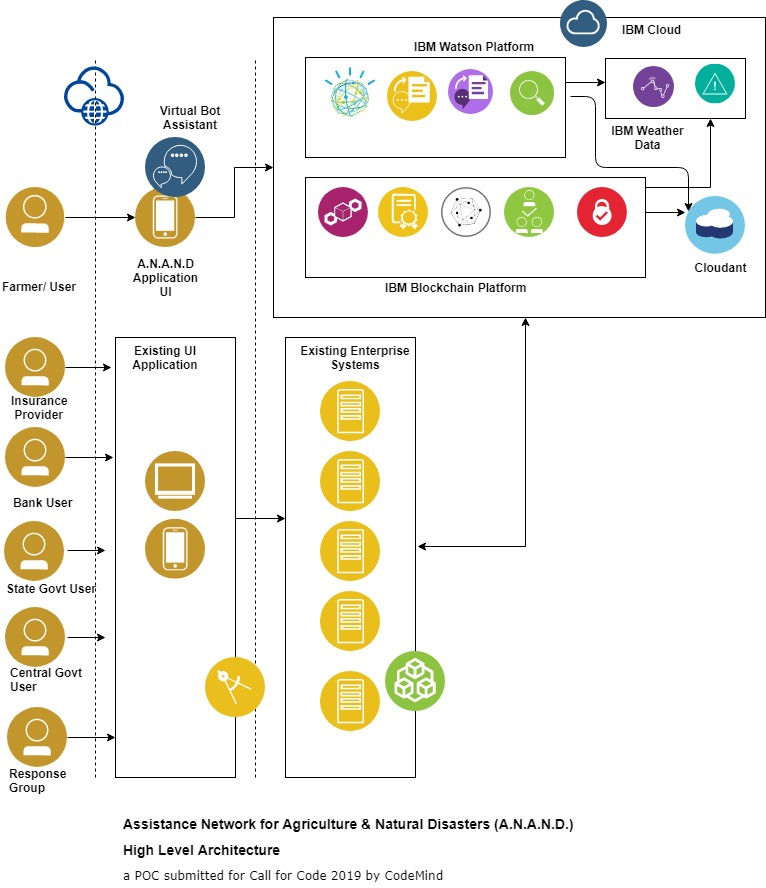 IBM Cloud
IBM Watson Platform
Virtual Bot
Assistant
IBM Weather
Data
A.N.A.N.D
Application
UI
Farmer/ User
Cloudant
IBM Blockchain Platform
Existing UI
Application
Existing Enterprise
Systems
Insurance
Provider
Bank User
State Govt User
Central Govt
User
Response
Group
Assistance Network for Agriculture & Natural Disasters (A.N.A.N.D.)
High Level Architecture
a POC submitted for Call for Code 2019 by CodeMind